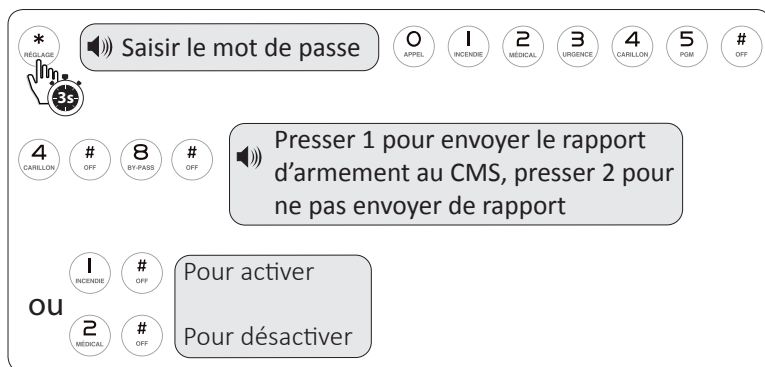 * Saisir le mot de passe 0 1 2 3 4 5 #
RÉGLAGE APPEL INCENDIE MÉDICAL URGENCE CARILLON PGM OFF
3s
4 # 8 # Presser 1 pour envoyer le rapport
CARILLON OFF BY-PASS OFF d’armement au CMS, presser 2 pour
ne pas envoyer de rapport
1 # Pour activer
INCENDIE OFF
ou
2 # Pour désactiver
MÉDICAL OFF